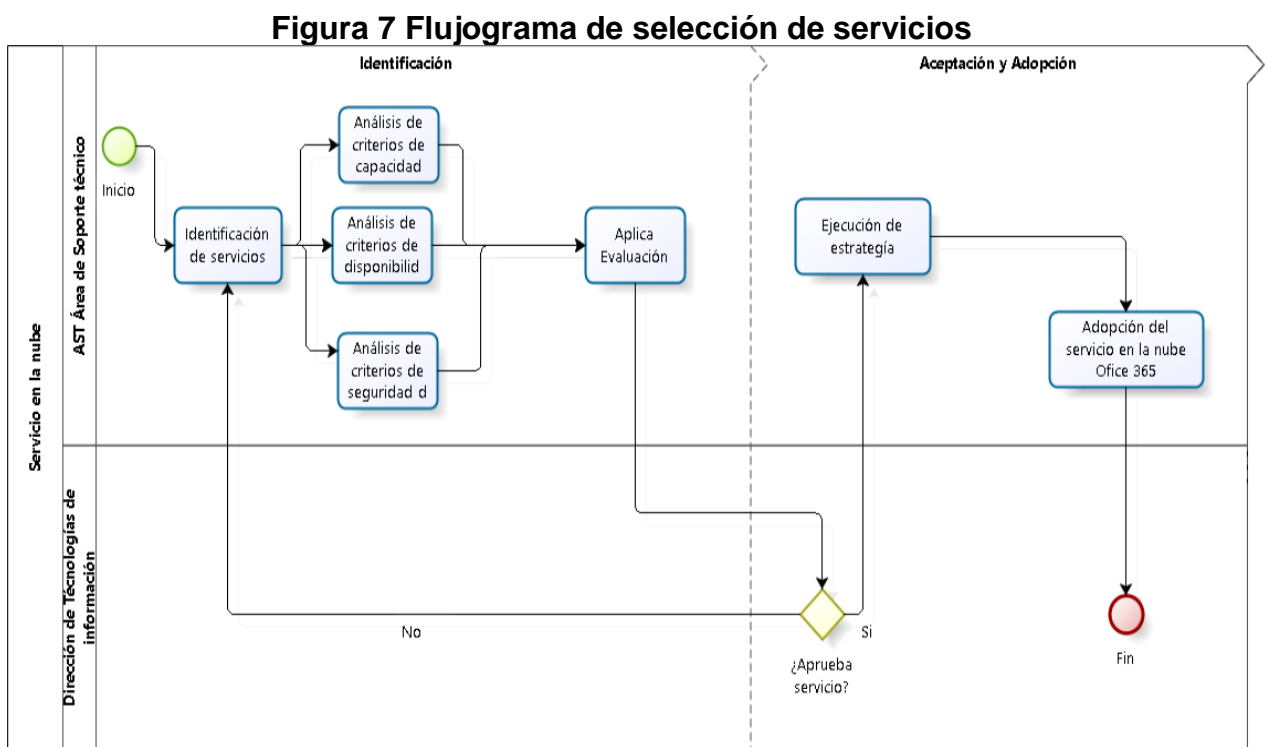 Figura 7 Flujograma de selección de servicios
Identificación
Aceptación y Adopción
Servicio en la nube
AST Área de Soporte técnico
Inicio
Identificación
de servicios
Análisis de
criterios de
capacidad
Análisis de
criterios de
disponibilid
Análisis de
criterios de
seguridad d
Aplica
Evaluación
Ejecución de
estrategía
Adopción del
servicio en la nube
Ofice 365
Dirección de Técnologías de
información
No
Si
¿Aprueba
servicio?
Fin